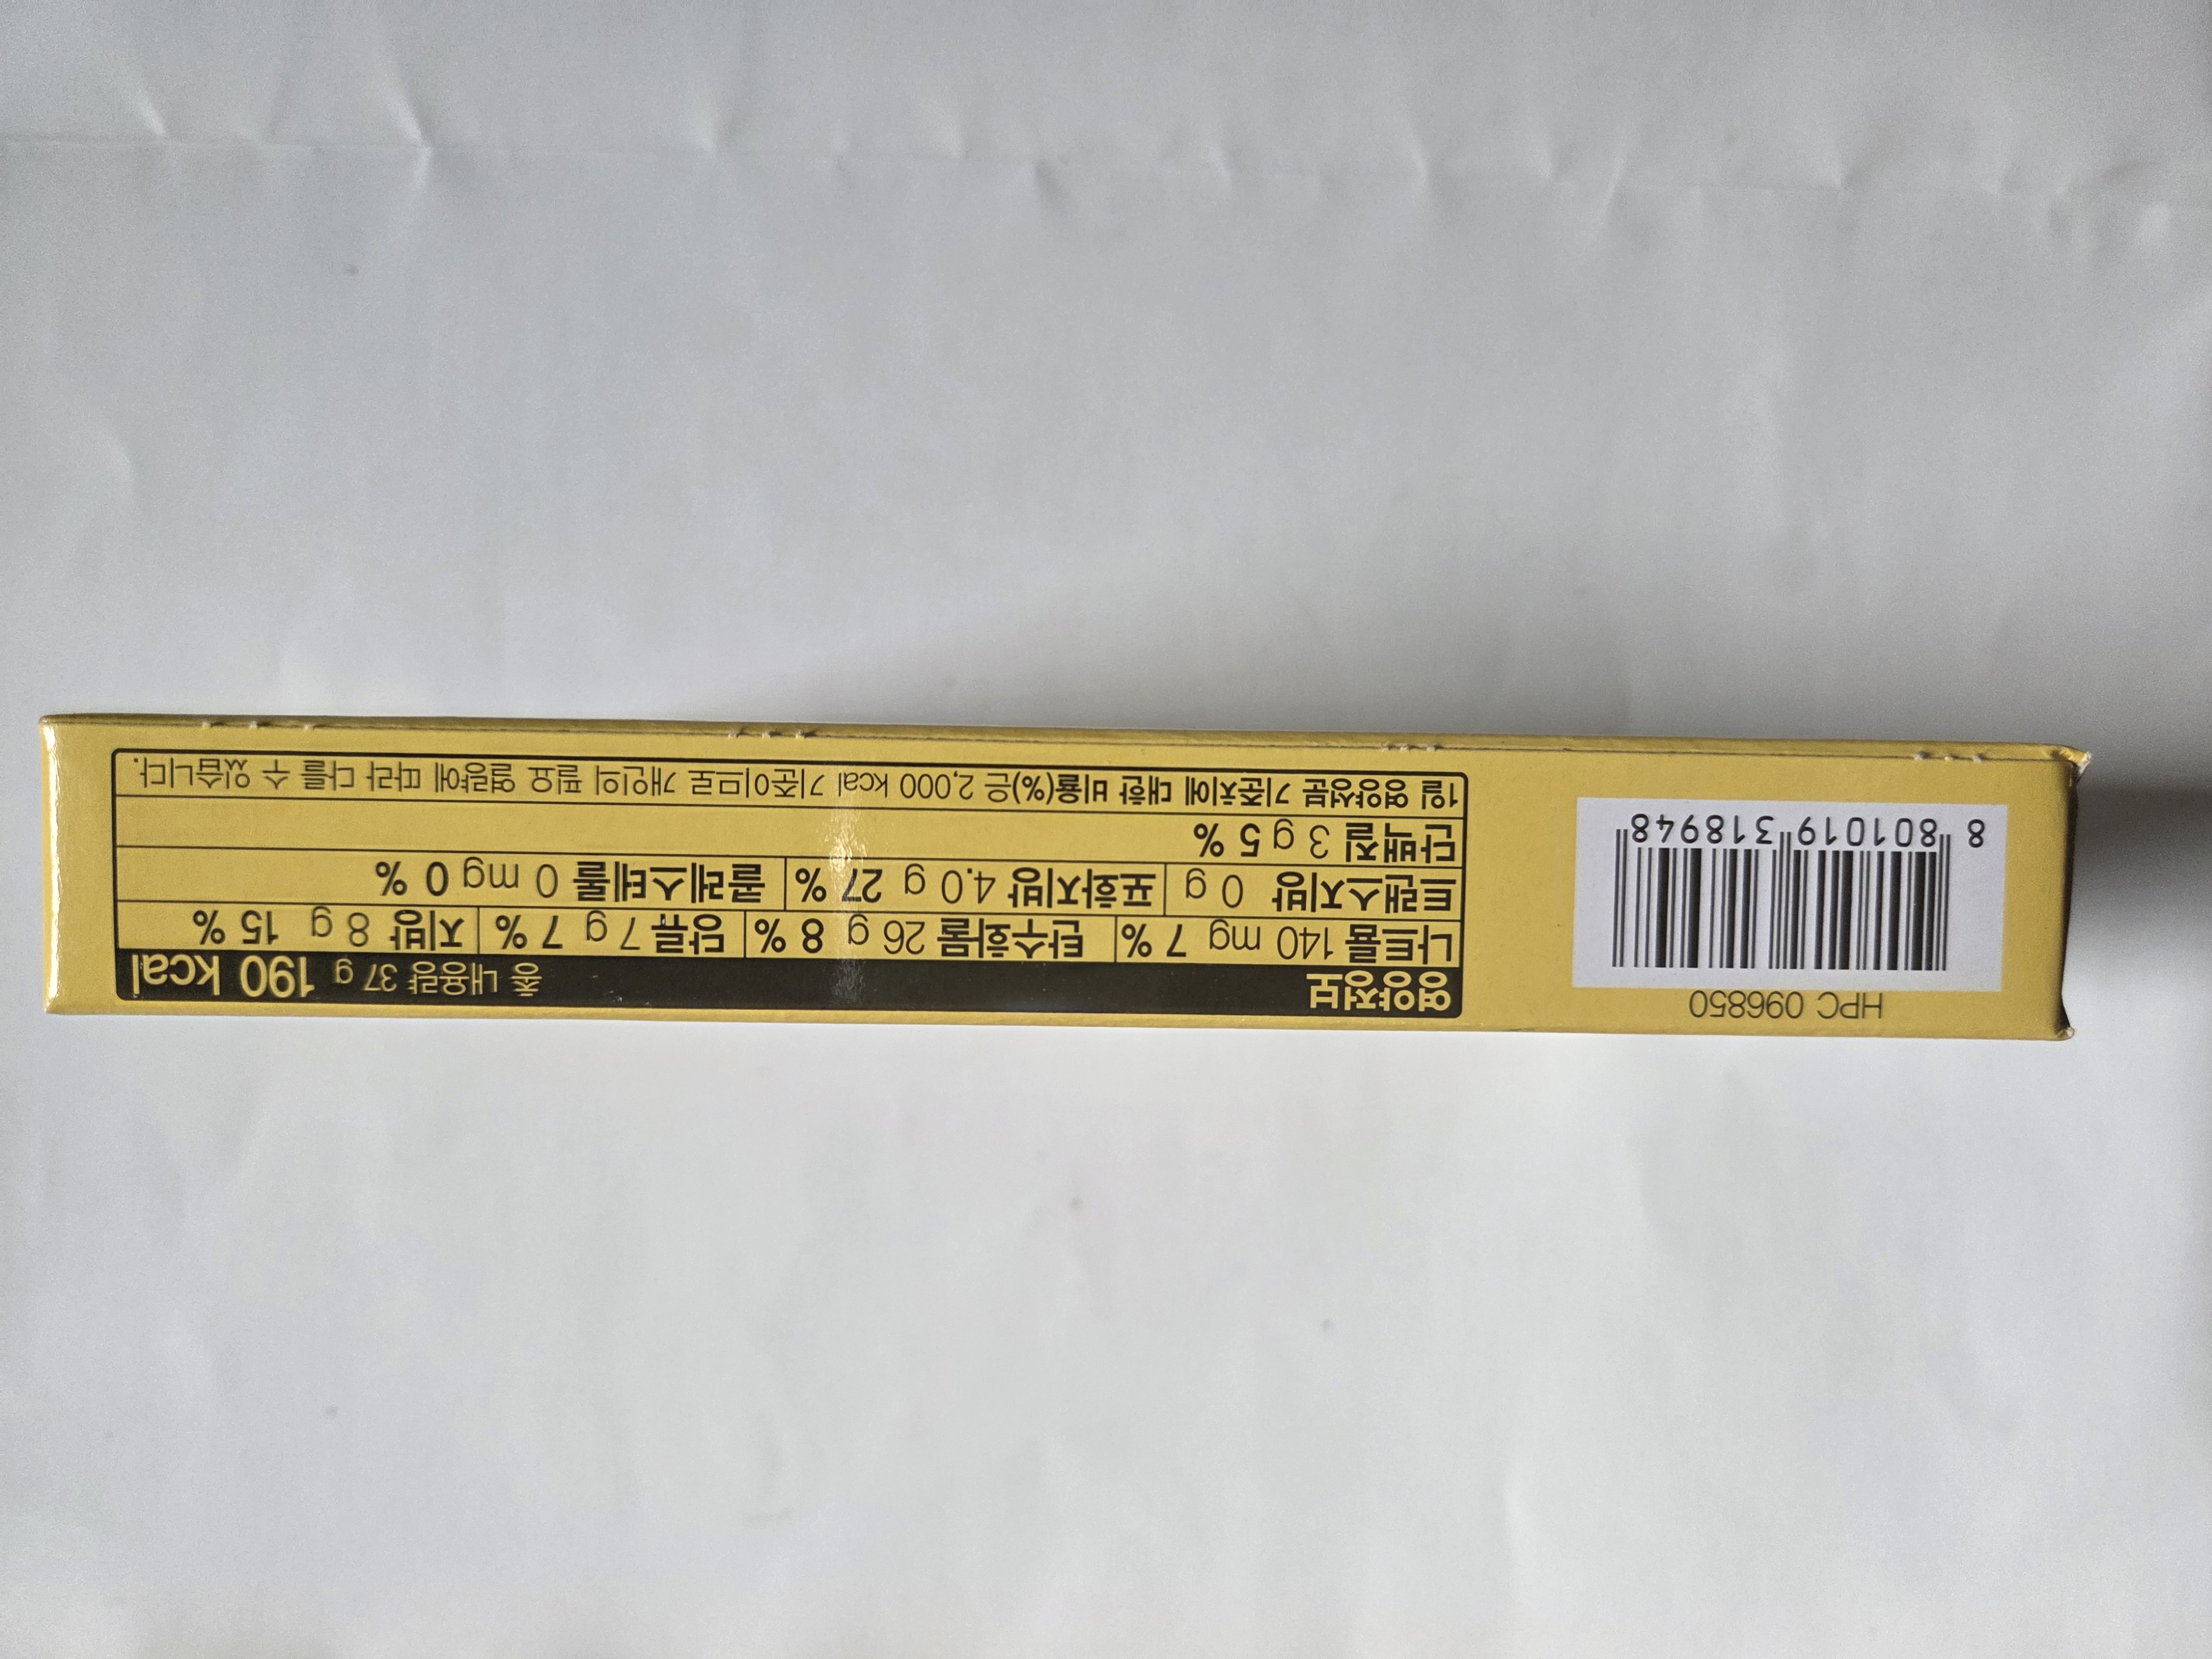 HPC 096850
8 801019 318948
영양정보 총 내용량 37 g 190 kcal
나트륨 140 mg 7 % 탄수화물 26 g 8 % 당류 7 g 7 % 지방 8 g 15 %
트랜스지방 0 g 포화지방 4.0 g 27 % 콜레스테롤 0 mg 0 %
단백질 3 g 5 %
1일 영양성분 기준치에 대한 비율(%)은 2,000 kcal 기준이므로 개인의 필요 열량에 따라 다를 수 있습니다.